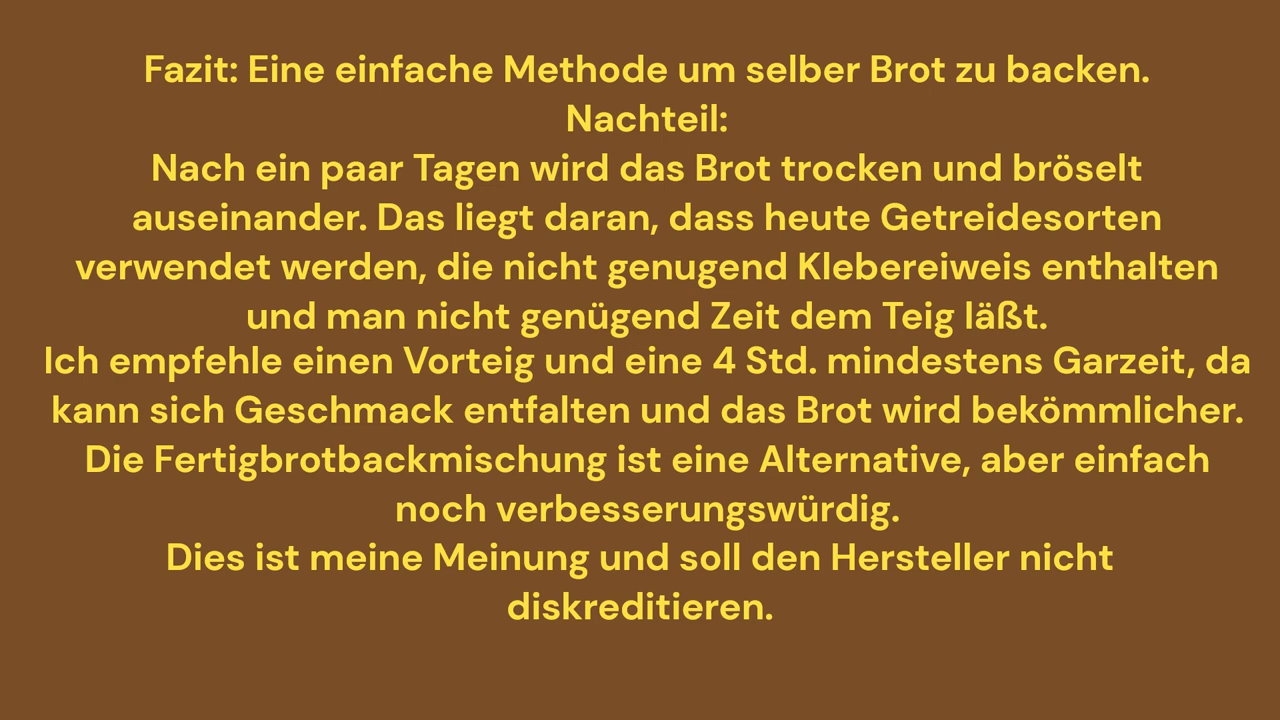 Fazit: Eine einfache Methode um selber Brot zu backen.
Nachteil:
Nach ein paar Tagen wird das Brot trocken und bröselt
auseinander. Das liegt daran, dass heute Getreidesorten
verwendet werden, die nicht genugend Klebereiweis enthalten
und man nicht genügend Zeit dem Teig läßt.
Ich empfehle einen Vorteig und eine 4 Std. mindestens Garzeit, da
kann sich Geschmack entfalten und das Brot wird bekömmlicher.
Die Fertigbrotbackmischung ist eine Alternative, aber einfach
noch verbesserungswürdig.
Dies ist meine Meinung und soll den Hersteller nicht
diskreditieren.